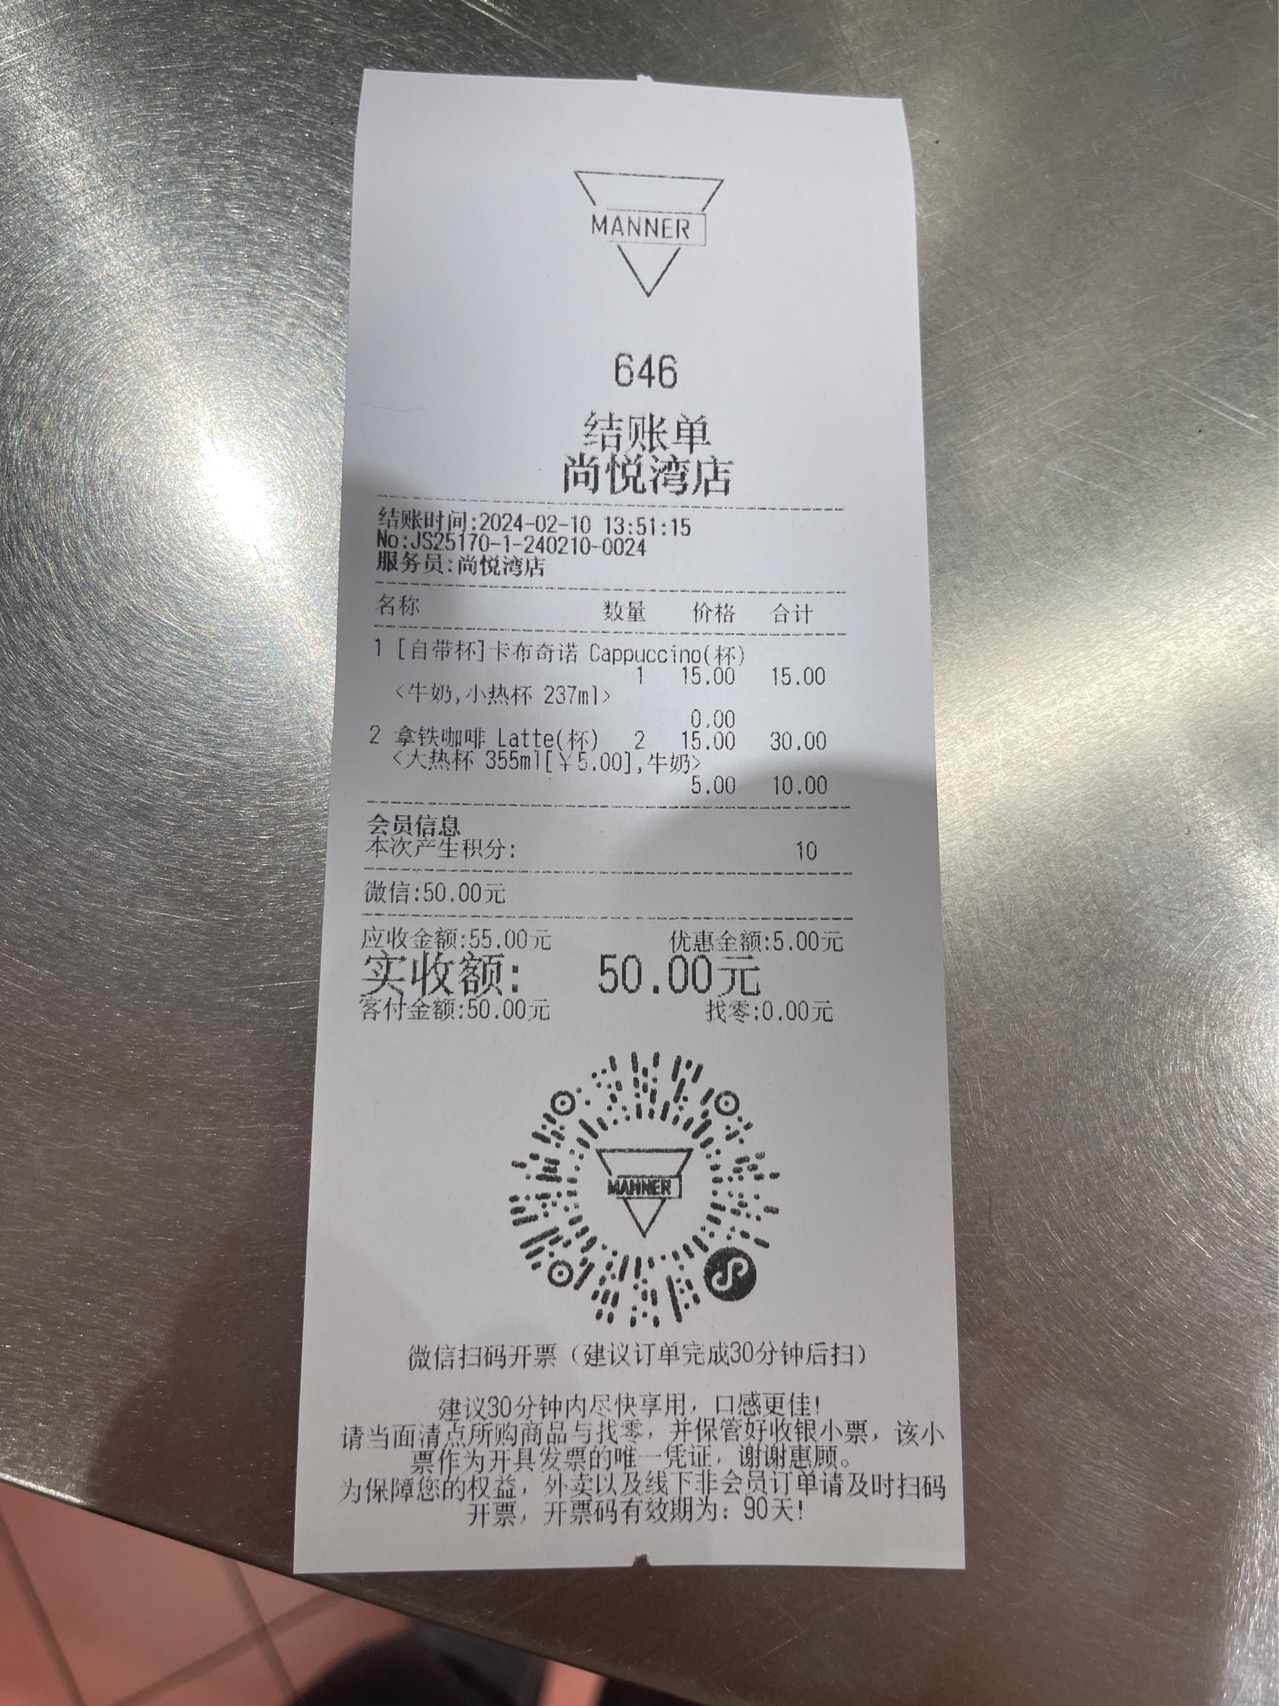 MANNER
646
结账单
尚悦湾店
结账时间:2024-02-10 13:51:15
No:JS25170-1-240210-0024
服务员:尚悦湾店
名称 数量 价格 合计
1 [自带杯]卡布奇诺 Cappuccino(杯)
1 15.00 15.00
<牛奶,小热杯 237ml>
0.00
2 拿铁咖啡 Latte(杯) 2 15.00 30.00
<大热杯 355ml[￥5.00],牛奶>
5.00 10.00
会员信息
本次产生积分: 10
微信:50.00元
应收金额:55.00元 优惠金额:5.00元
实收额: 50.00元
客付金额:50.00元 找零:0.00元
MANNER
微信扫码开票（建议订单完成30分钟后扫）
建议30分钟内尽快享用，口感更佳!
请当面清点所购商品与找零，并保管好收银小票，该小
票作为开具发票的唯一凭证，谢谢惠顾。
为保障您的权益，外卖以及线下非会员订单请及时扫码
开票，开票码有效期为：90天!